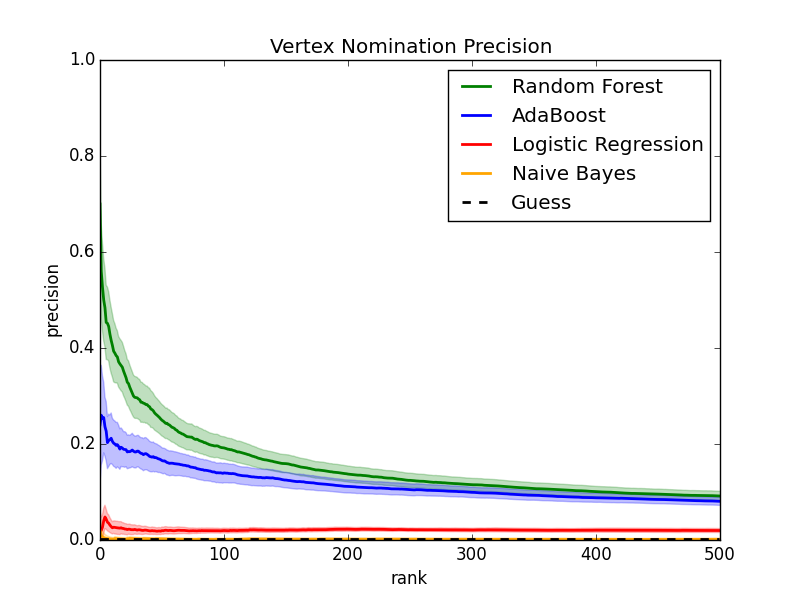 Vertex Nomination Precision
1.0
0.8
0.6
0.4
0.2
0.0
precision
Random Forest
AdaBoost
Logistic Regression
Naive Bayes
Guess
0 100 200 300 400 500
rank